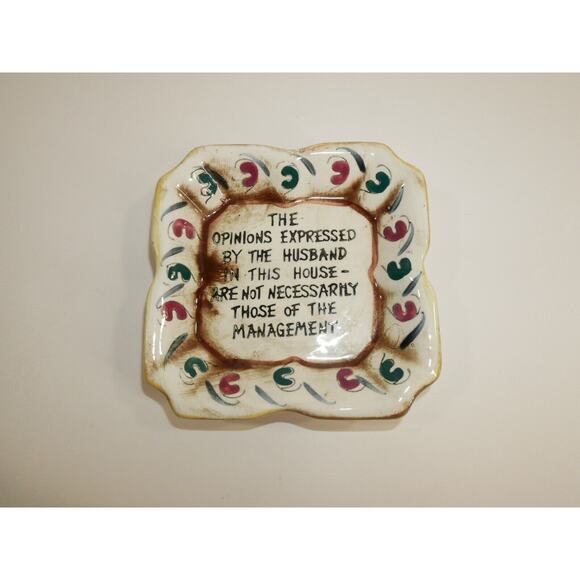 THE
OPINIONS EXPRESSED
BY THE HUSBAND
IN THIS HOUSE-
ARE NOT NECESSARILY
THOSE OF THE
MANAGEMENT